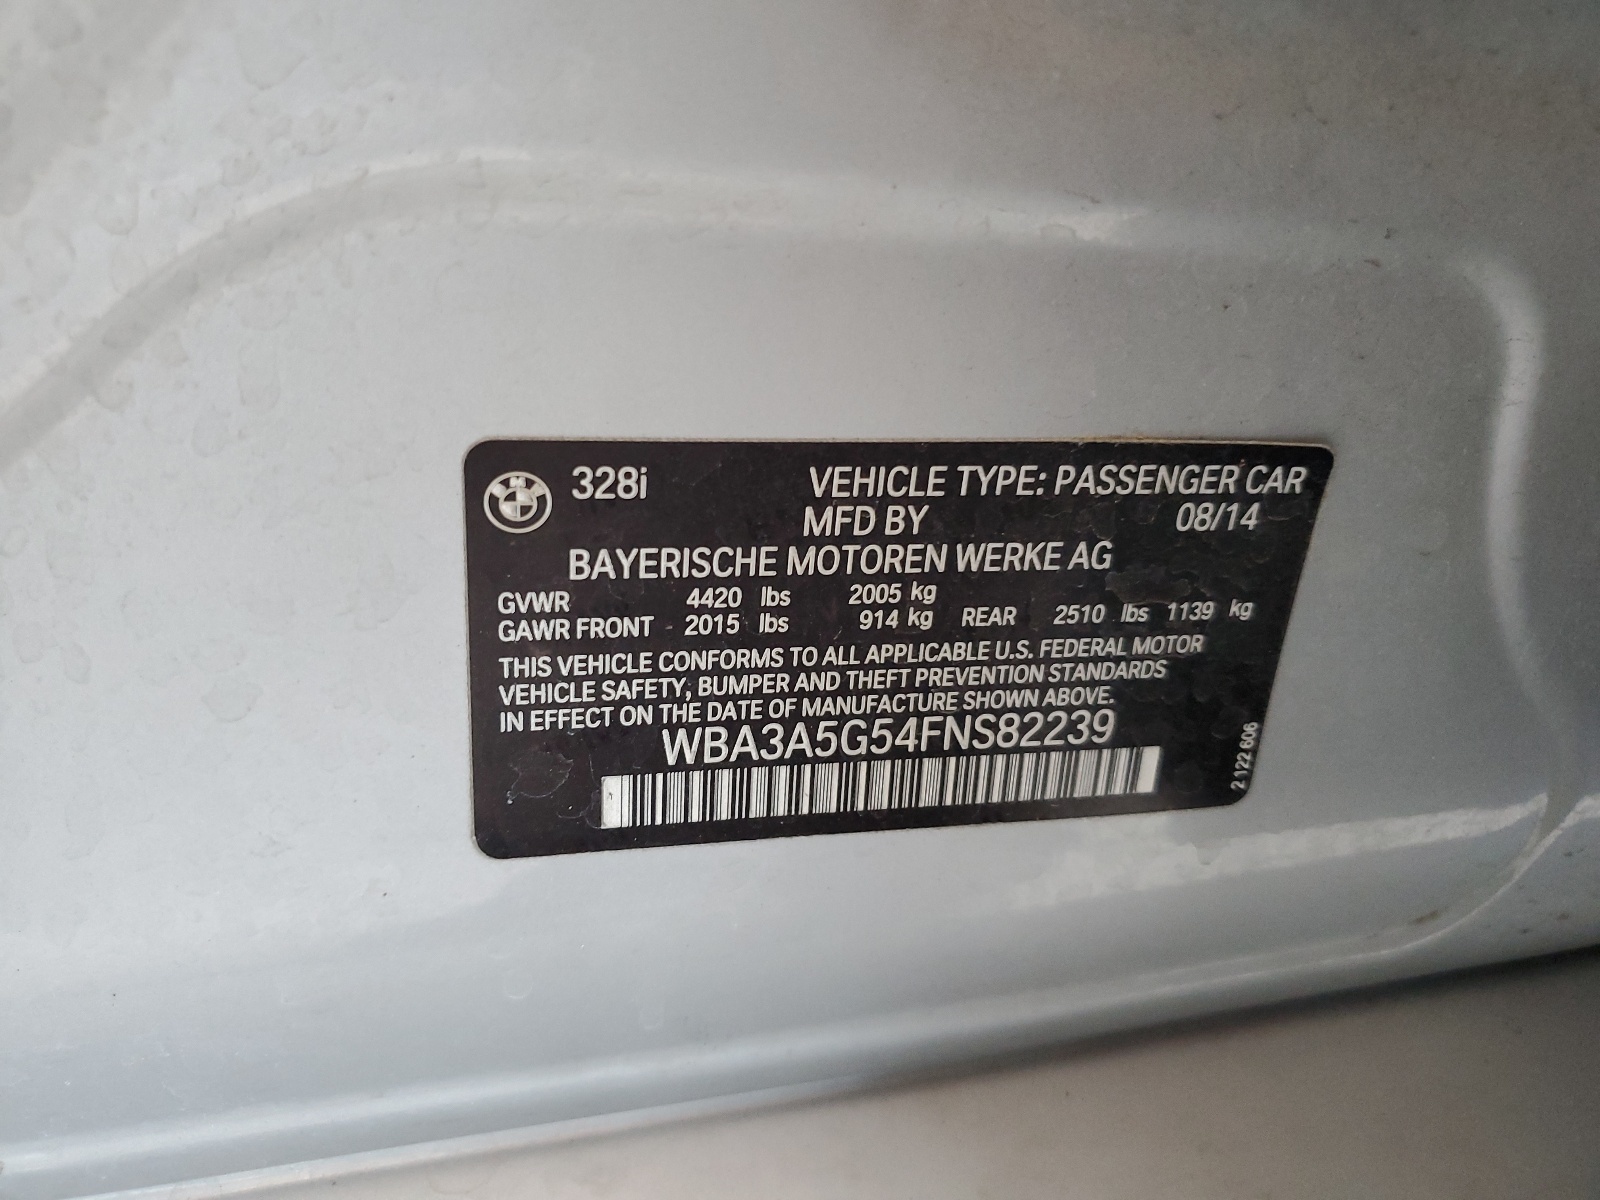 BMW 328i VEHICLE TYPE: PASSENGER CAR
MFD BY 08/14
BAYERISCHE MOTOREN WERKE AG
GVWR 4420 lbs 2005 kg
GAWR FRONT 2015 lbs 914 kg REAR 2510 lbs 1139 kg
THIS VEHICLE CONFORMS TO ALL APPLICABLE U.S. FEDERAL MOTOR
VEHICLE SAFETY, BUMPER AND THEFT PREVENTION STANDARDS
IN EFFECT ON THE DATE OF MANUFACTURE SHOWN ABOVE.
WBA3A5G54FNS82239
2 122 606